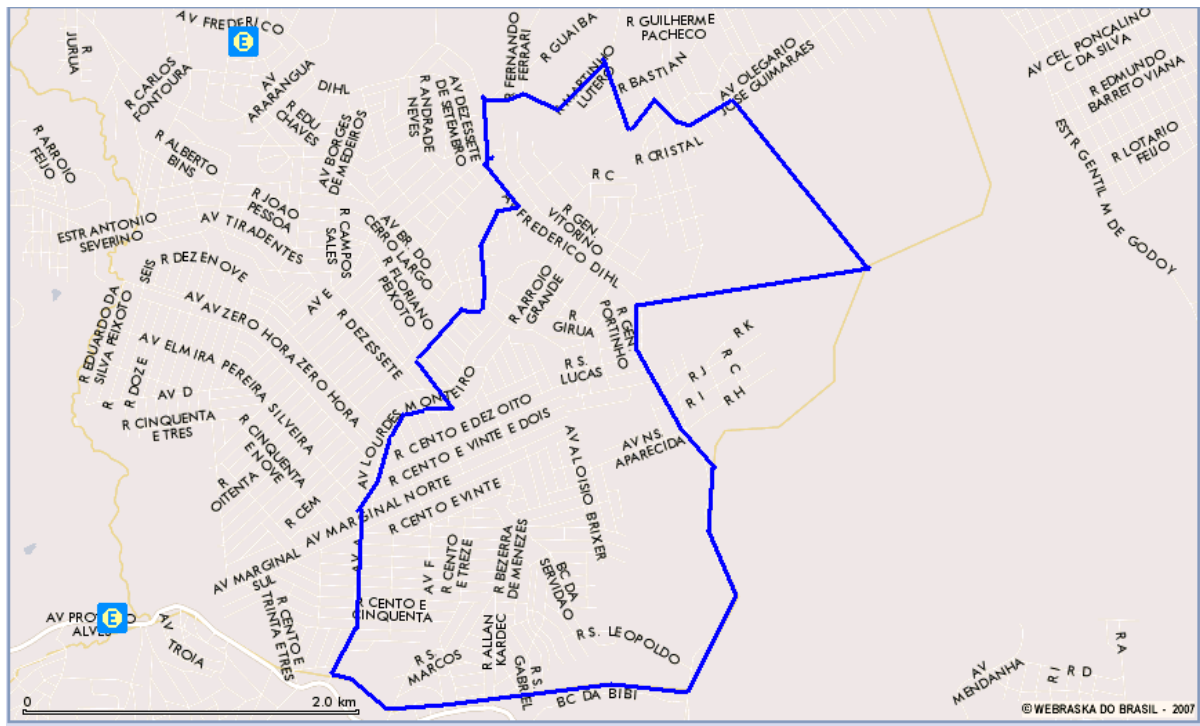 AV FREDERICO
E
R
JURUA
R CARLOS
FONTOURA
AV
ARARANGUA
DIHL
R EDU
CHAVES
R ANDRADE
NEVES
AV DEZESSETE
DE SETEMBRO
R FERNANDO
FERRARI
R GUAIBA
R GUILHERME
PACHECO
R MARTINHO
LUTERO
R BASTIAN
AV OLEGARIO
JOSE GUIMARAES
AV CEL PONCALINO
C DA SILVA
R EDMUNDO
BARRETO VIANA
R LOTARIO
FEIJO
ESTR GENTIL M DE GODOY
R ARROIO
FEIJO
R ALBERTO
BINS
AV BORGES
DE MEDEIROS
R CRISTAL
R C
R JOAO
PESSOA
ESTR ANTONIO
SEVERINO
AV TIRADENTES
R CAMPOS
SALES
AV BR. DO
CERRO LARGO
R FLORIANO
PEIXOTO
AV FREDERICO DIHL
R GEN.
VITORINO
SEIS
R DEZENOVE
AV E
R DEZESSETE
R ARROIO
GRANDE
R
GIRUA
R GEN
PORTINHO
R EDUARDO DA
SILVA PEIXOTO
AV AV ZERO HORA ZERO HORA
R K
R C
R J
R I
R H
AV ELMIRA PEREIRA SILVEIRA
R
R DOZE
AV D
R S.
LUCAS
R CINQUENTA
E TRES
AV LOURDES MONTEIRO
R CENTO E DEZOITO
R CENTO E VINTE E DOIS
AV NS.
APARECIDA
R CINQUENTA
E NOVE
R
OITENTA
AV ALOISIO BRIXER
R CEM
AV MARGINAL NORTE
R CENTO E VINTE
AV MARGINAL
SUL
AV A
AV F
R CENTO
E TREZE
R BEZERRA
DE MENEZES
BC DA
SERVIDAO
R CENTO E
TRINTA E TRES
R CENTO E
CINQUENTA
AV PROTASIO
ALVES
E
AV
TROIA
R S.
MARCOS
R ALLAN
KARDEC
R S.
GABRIEL
R S. LEOPOLDO
BC DA BIBI
AV
MENDANHA
R I
R D
R A
0
2.0 km
© WEBRASKA DO BRASIL - 2007